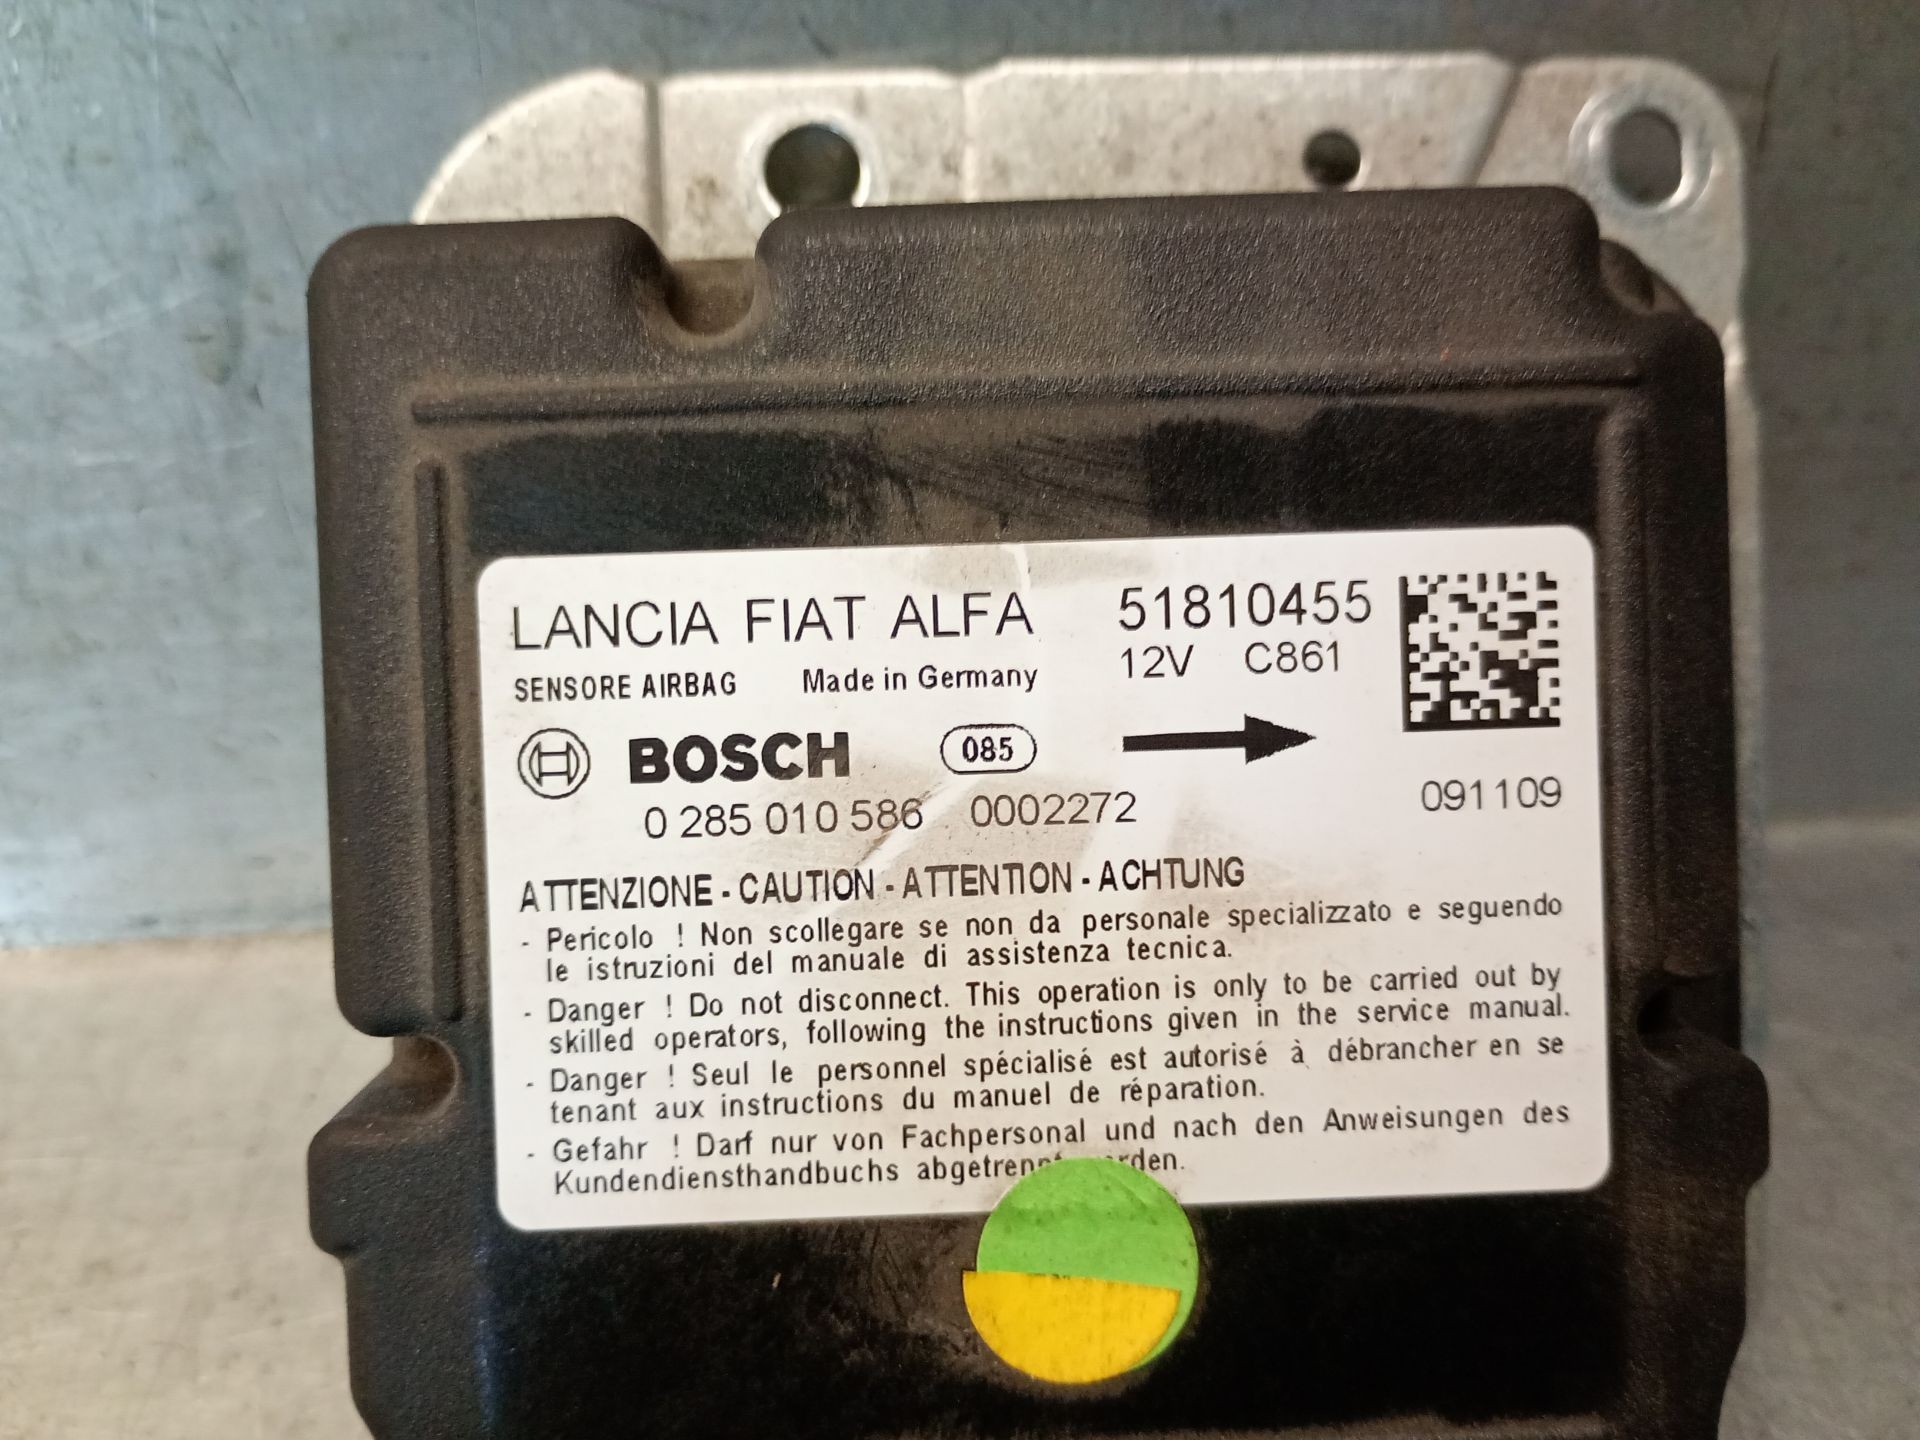 LANCIA FIAT ALFA 51810455
SENSORE AIRBAG Made in Germany 12V C861
BOSCH 085
0 285 010 586 0002272 091109
ATTENZIONE - CAUTION - ATTENTION - ACHTUNG
- Pericolo ! Non scollegare se non da personale specializzato e seguendo
le istruzioni del manuale di assistenza tecnica.
- Danger ! Do not disconnect. This operation is only to be carried out by
skilled operators, following the instructions given in the service manual.
- Danger ! Seul le personnel spécialisé est autorisé à débrancher en se
tenant aux instructions du manuel de réparation.
- Gefahr ! Darf nur von Fachpersonal und nach den Anweisungen des
Kundendiensthandbuchs